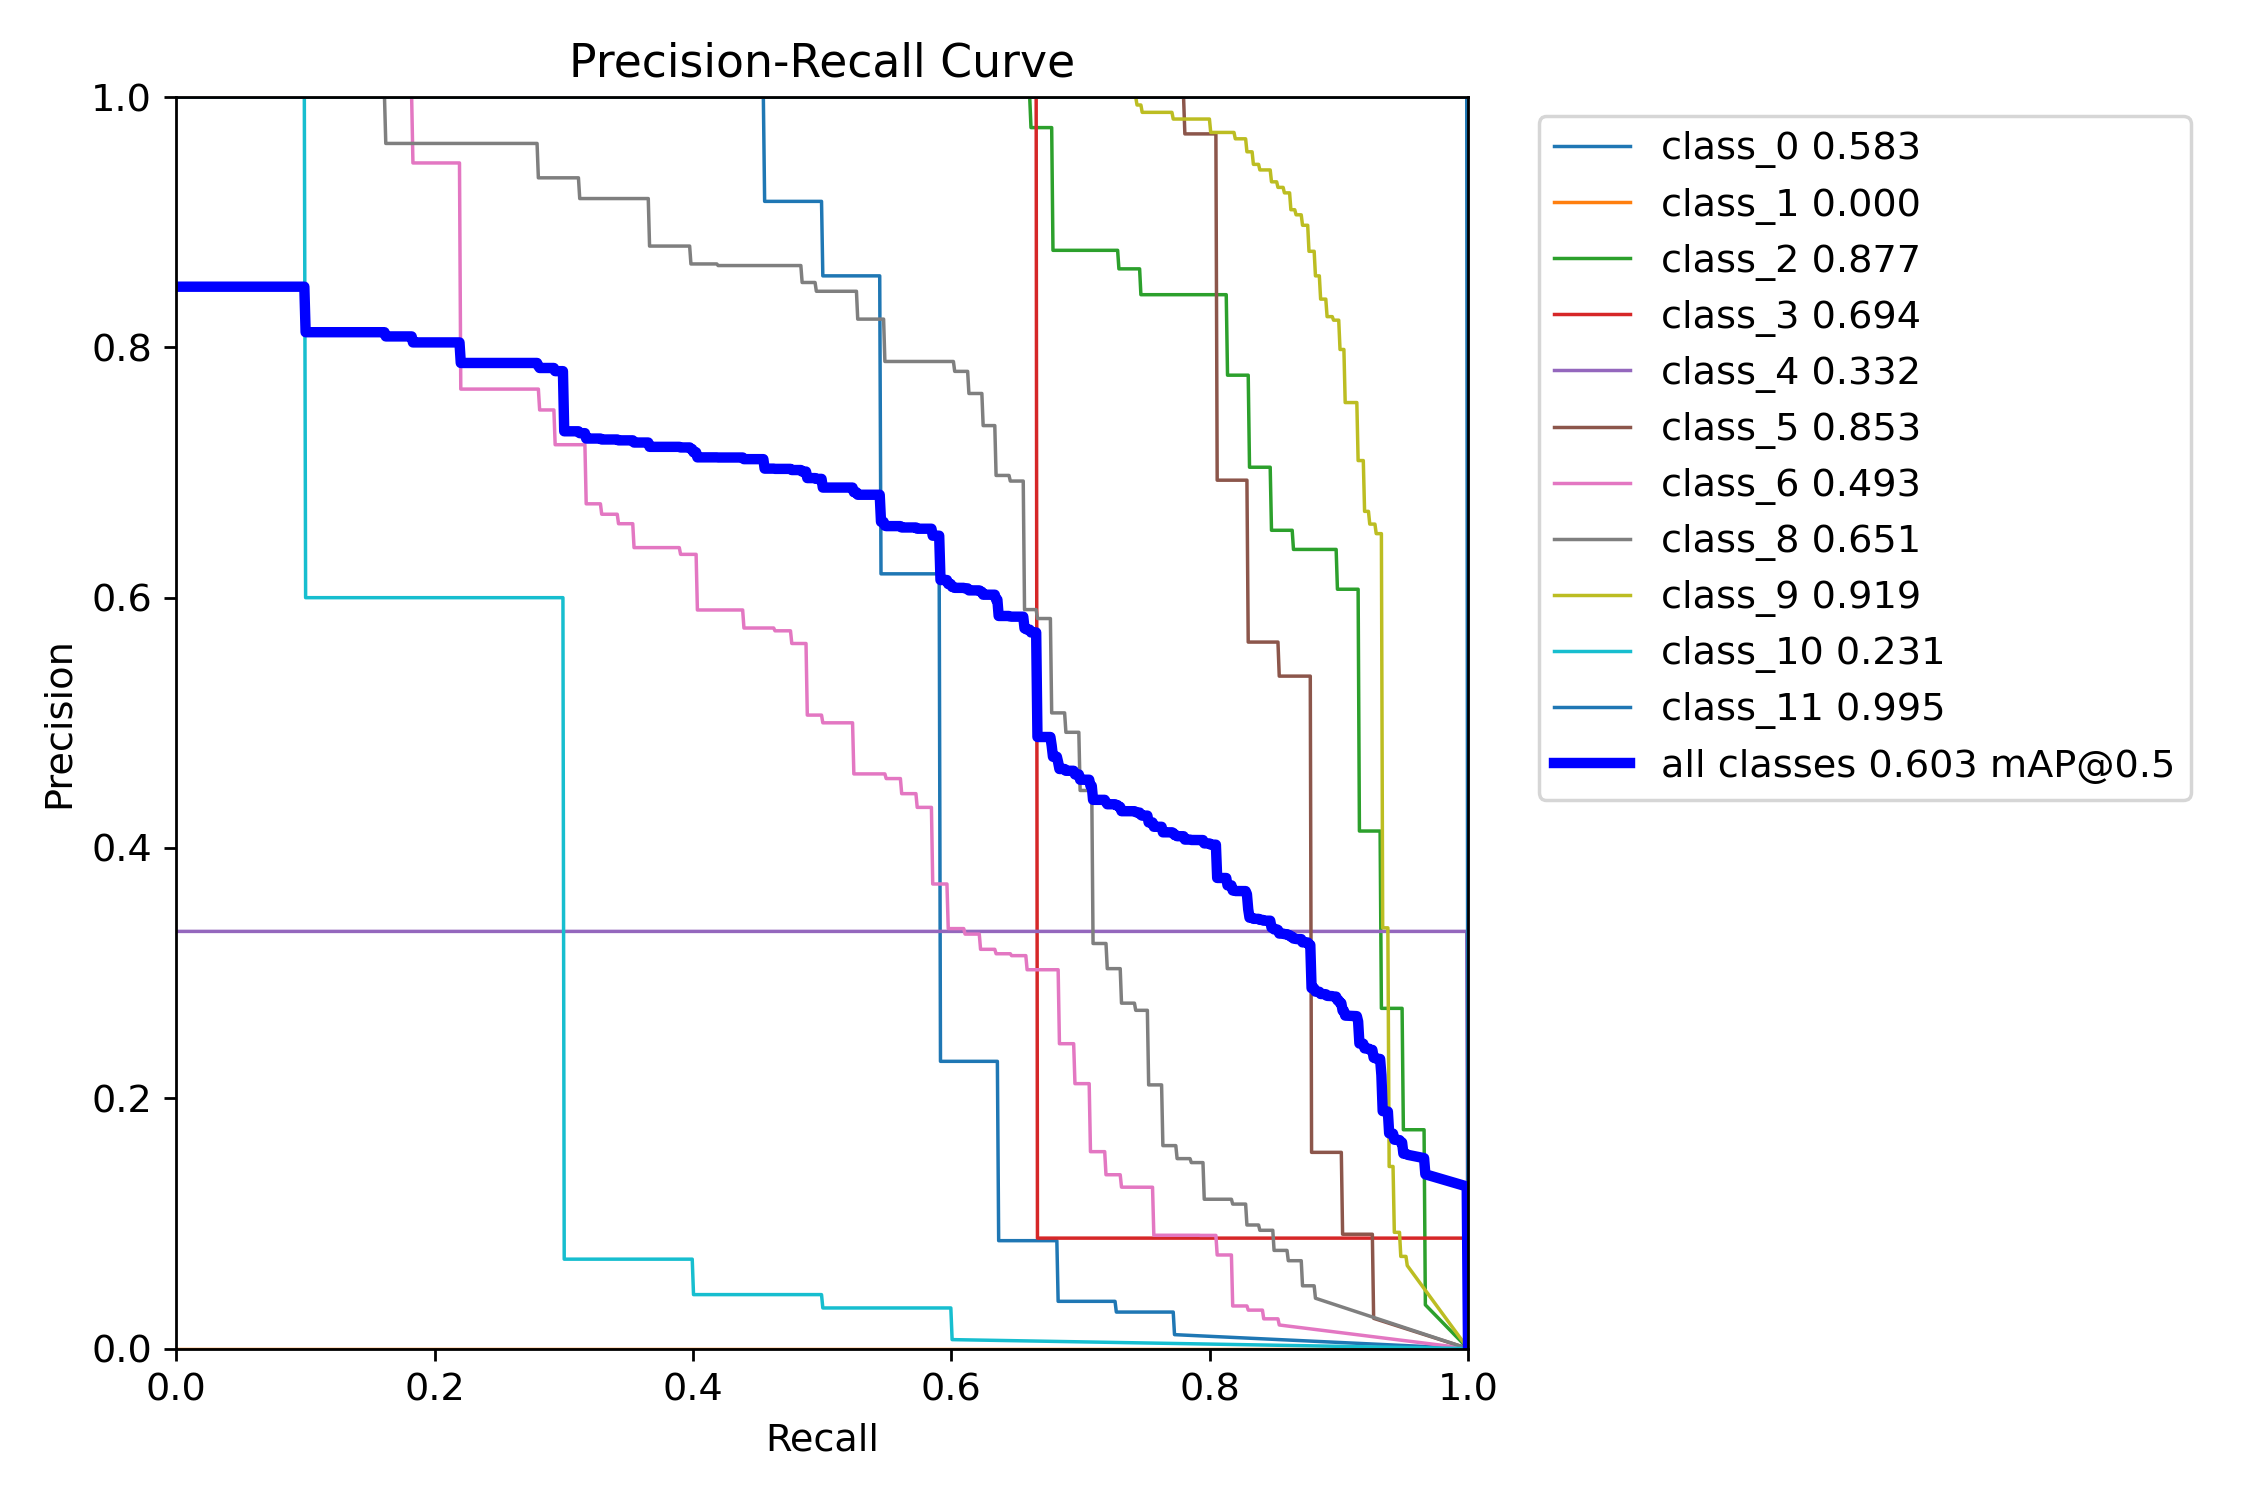 Precision-Recall Curve
1.0
0.8
0.6
0.4
0.2
0.0
Precision
0.0 0.2 0.4 0.6 0.8 1.0
Recall
class_0 0.583
class_1 0.000
class_2 0.877
class_3 0.694
class_4 0.332
class_5 0.853
class_6 0.493
class_8 0.651
class_9 0.919
class_10 0.231
class_11 0.995
all classes 0.603 mAP@0.5